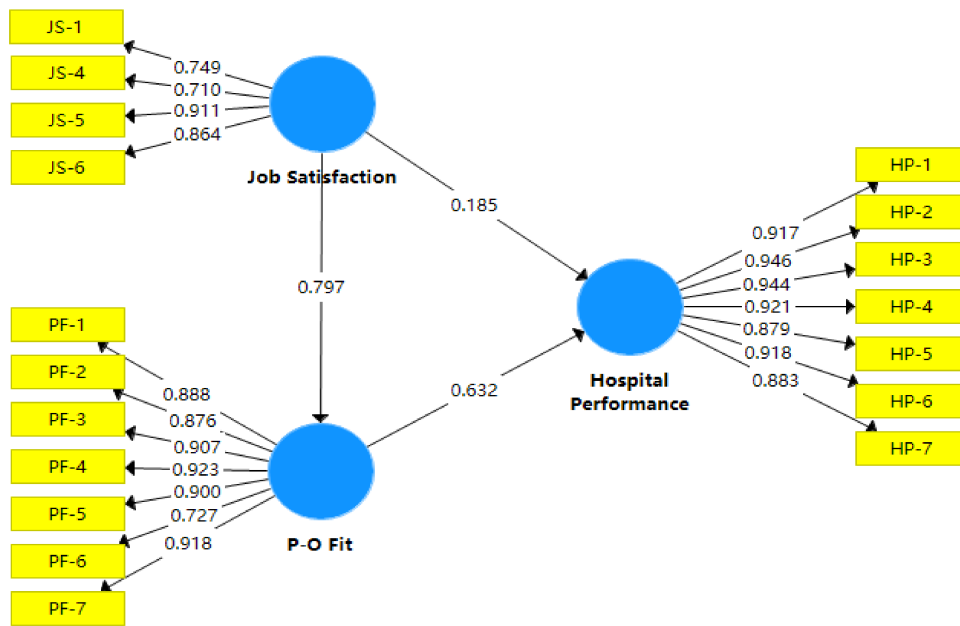 JS-1
JS-4
JS-5
JS-6
0.749
0.710
0.911
0.864
Job Satisfaction
0.185
0.797
HP-1
HP-2
HP-3
HP-4
HP-5
HP-6
HP-7
0.917
0.946
0.944
0.921
0.879
0.918
0.883
Hospital
Performance
0.632
PF-1
PF-2
PF-3
PF-4
PF-5
PF-6
PF-7
0.888
0.876
0.907
0.923
0.900
0.727
0.918
P-O Fit